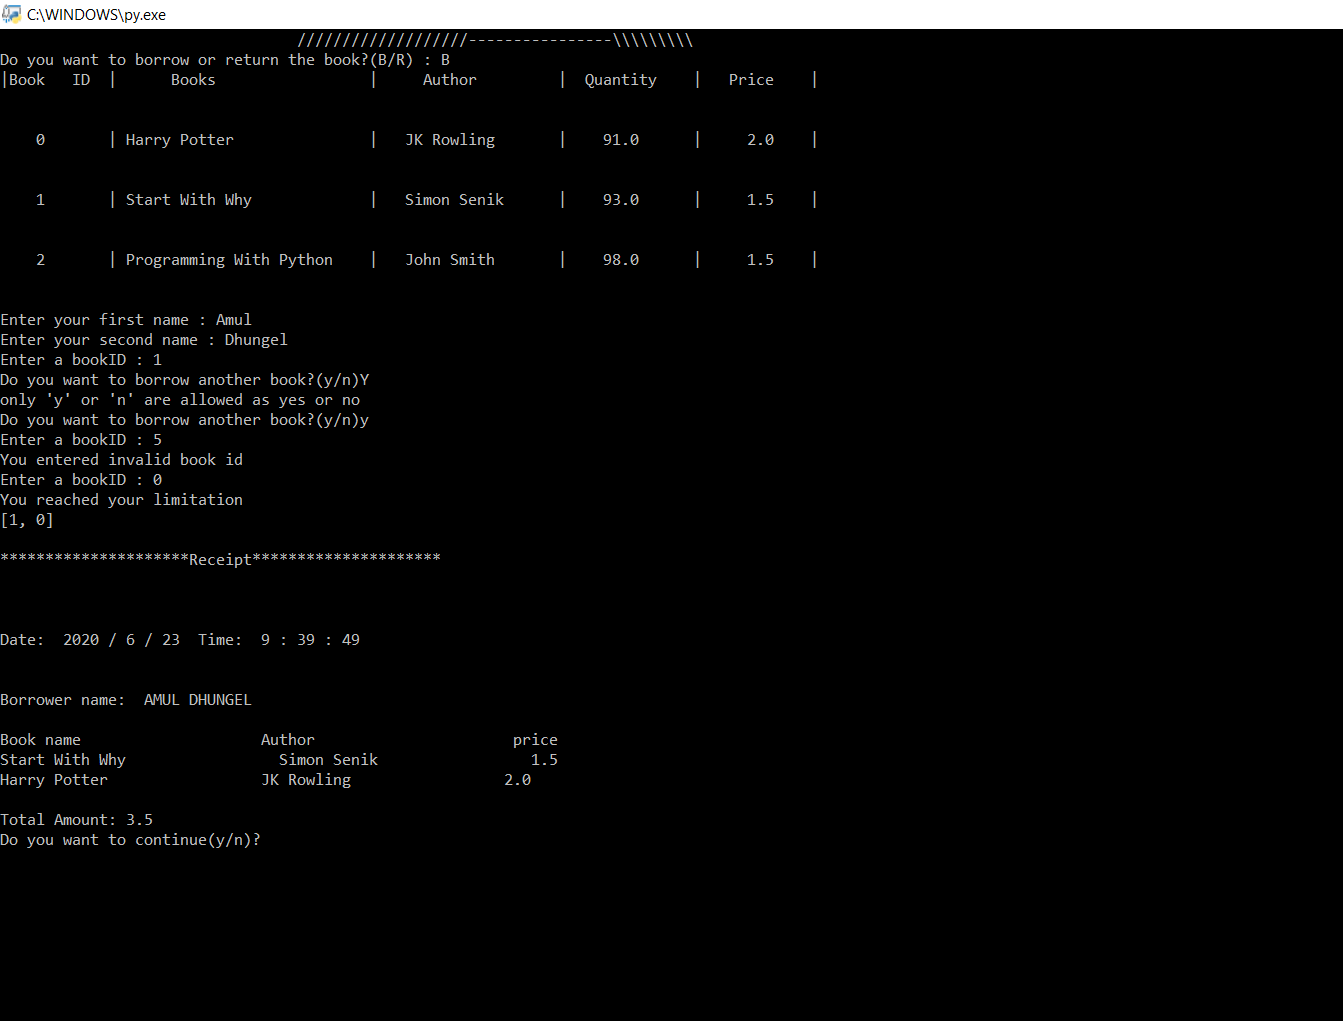 C:\WINDOWS\py.exe
///////////////////----------------\\\\\\\\\
Do you want to borrow or return the book?(B/R) : B
|Book   ID  |      Books                 |     Author         |  Quantity    |   Price    |
    0       | Harry Potter               |   JK Rowling       |    91.0      |     2.0    |
    1       | Start With Why             |   Simon Senik      |    93.0      |     1.5    |
    2       | Programming With Python    |   John Smith       |    98.0      |     1.5    |
Enter your first name : Amul
Enter your second name : Dhungel
Enter a bookID : 1
Do you want to borrow another book?(y/n)Y
only 'y' or 'n' are allowed as yes or no
Do you want to borrow another book?(y/n)y
Enter a bookID : 5
You entered invalid book id
Enter a bookID : 0
You reached your limitation
[1, 0]
*********************Receipt*********************
Date:  2020 / 6 / 23  Time:  9 : 39 : 49
Borrower name:  AMUL DHUNGEL
Book name                    Author                      price
Start With Why                 Simon Senik                 1.5
Harry Potter                 JK Rowling                 2.0
Total Amount: 3.5
Do you want to continue(y/n)?